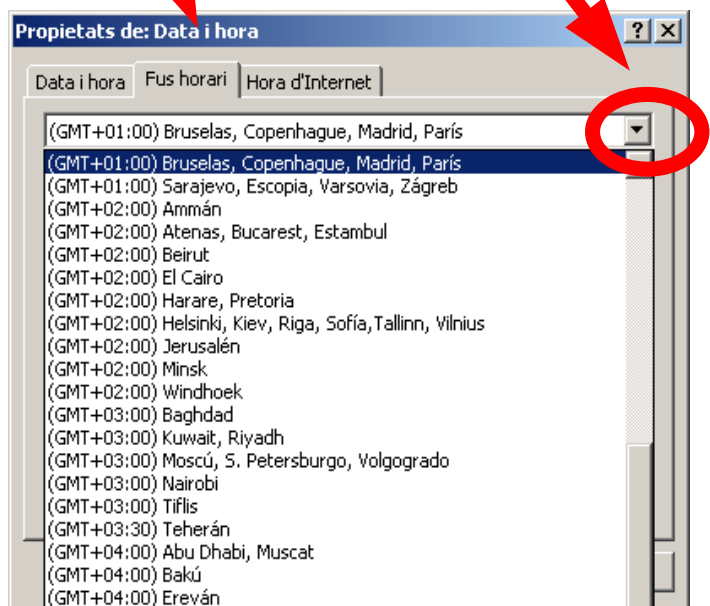 Propietats de: Data i hora
Data i hora Fus horari Hora d'Internet
(GMT+01:00) Bruselas, Copenhague, Madrid, París
(GMT+01:00) Bruselas, Copenhague, Madrid, París
(GMT+01:00) Sarajevo, Escopia, Varsovia, Zágreb
(GMT+02:00) Ammán
(GMT+02:00) Atenas, Bucarest, Estambul
(GMT+02:00) Beirut
(GMT+02:00) El Cairo
(GMT+02:00) Harare, Pretoria
(GMT+02:00) Helsinki, Kiev, Riga, Sofía,Tallinn, Vilnius
(GMT+02:00) Jerusalén
(GMT+02:00) Minsk
(GMT+02:00) Windhoek
(GMT+03:00) Baghdad
(GMT+03:00) Kuwait, Riyadh
(GMT+03:00) Moscú, S. Petersburgo, Volgogrado
(GMT+03:00) Nairobi
(GMT+03:00) Tiflis
(GMT+03:30) Teherán
(GMT+04:00) Abu Dhabi, Muscat
(GMT+04:00) Bakú
(GMT+04:00) Ereván